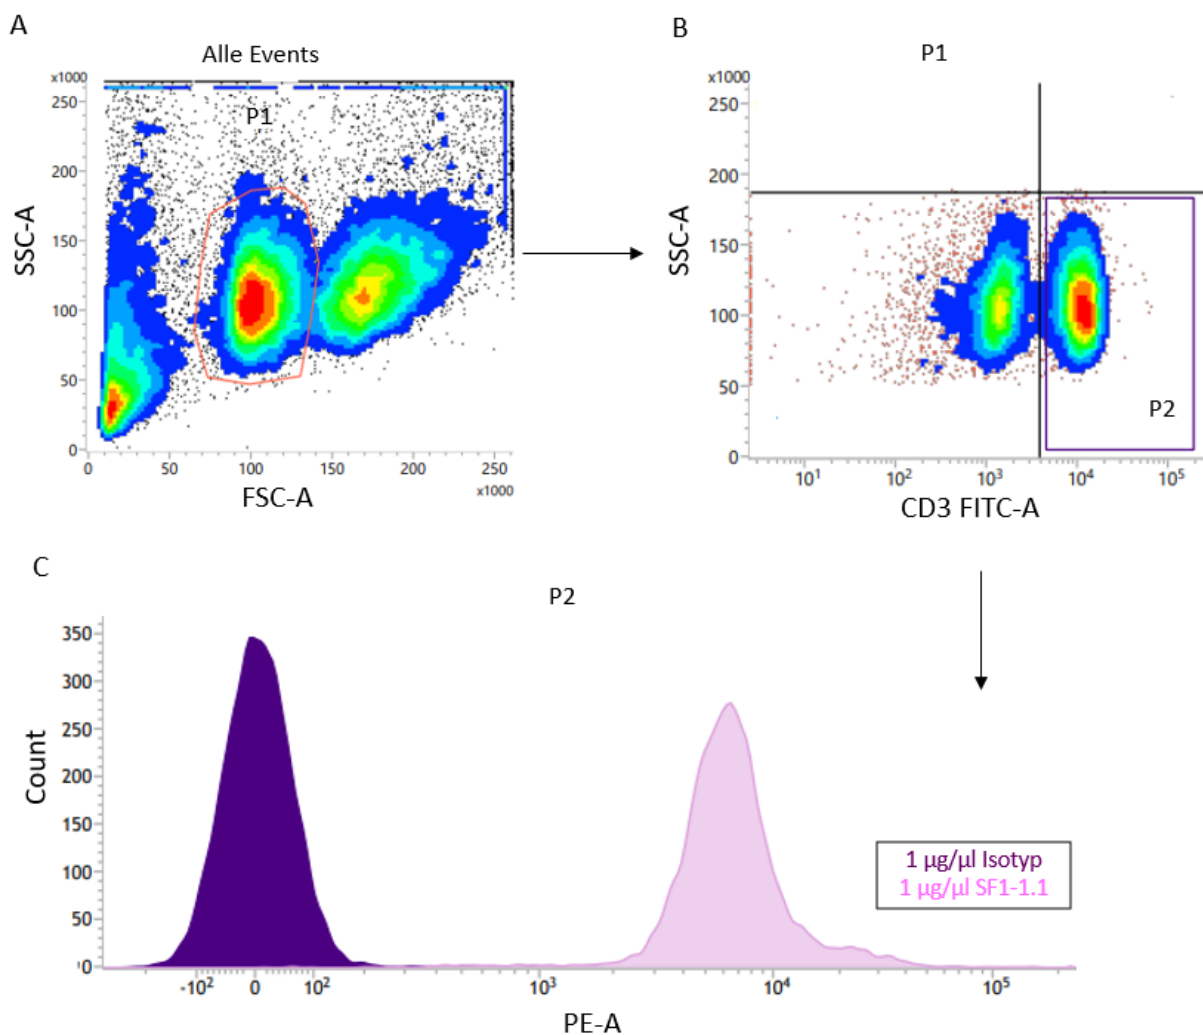 A
Alle Events
x1000
250
200
150
100
50
0
P1
SSC-A
0 50 100 150 200 250
x1000
FSC-A
B
P1
x1000
250
200
150
100
50
0
SSC-A
P2
10¹ 10² 10³ 10⁴ 10⁵
CD3 FITC-A
C
P2
350
300
250
200
150
100
50
0
Count
1 µg/µl Isotyp
1 µg/µl SF1-1.1
-10² 0 10² 10³ 10⁴ 10⁵
PE-A